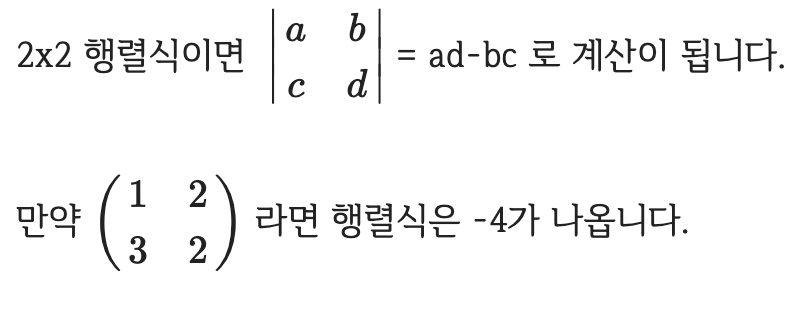 2x2 행렬식이면 | a b ; c d | = ad-bc 로 계산이 됩니다.
만약 ( 1 2 ; 3 2 ) 라면 행렬식은 -4가 나옵니다.